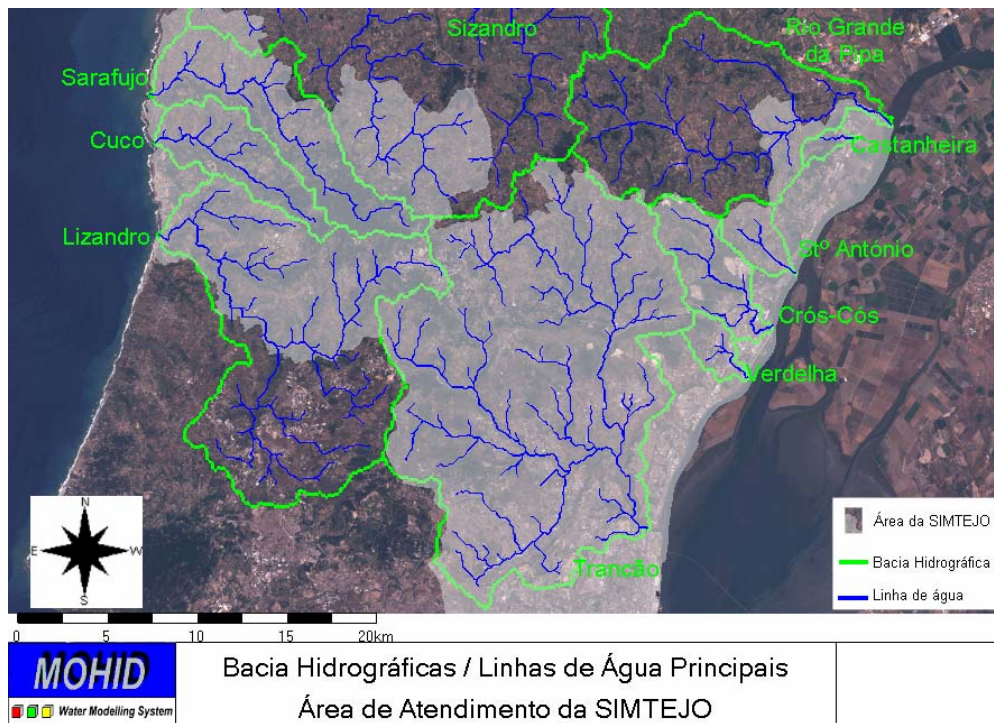 Sizandro
Rio Grande
da Pipa
Sarafujo
Cuco
Castanheira
Lizandro
Stº António
Crós-Cós
Verdelha
Trancão
N
E
W
S
Área da SIMTEJO
Bacia Hidrográfica
Linha de água
0 5 10 15 20km
MOHID
Water Modelling System
Bacia Hidrográficas / Linhas de Água Principais
Área de Atendimento da SIMTEJO